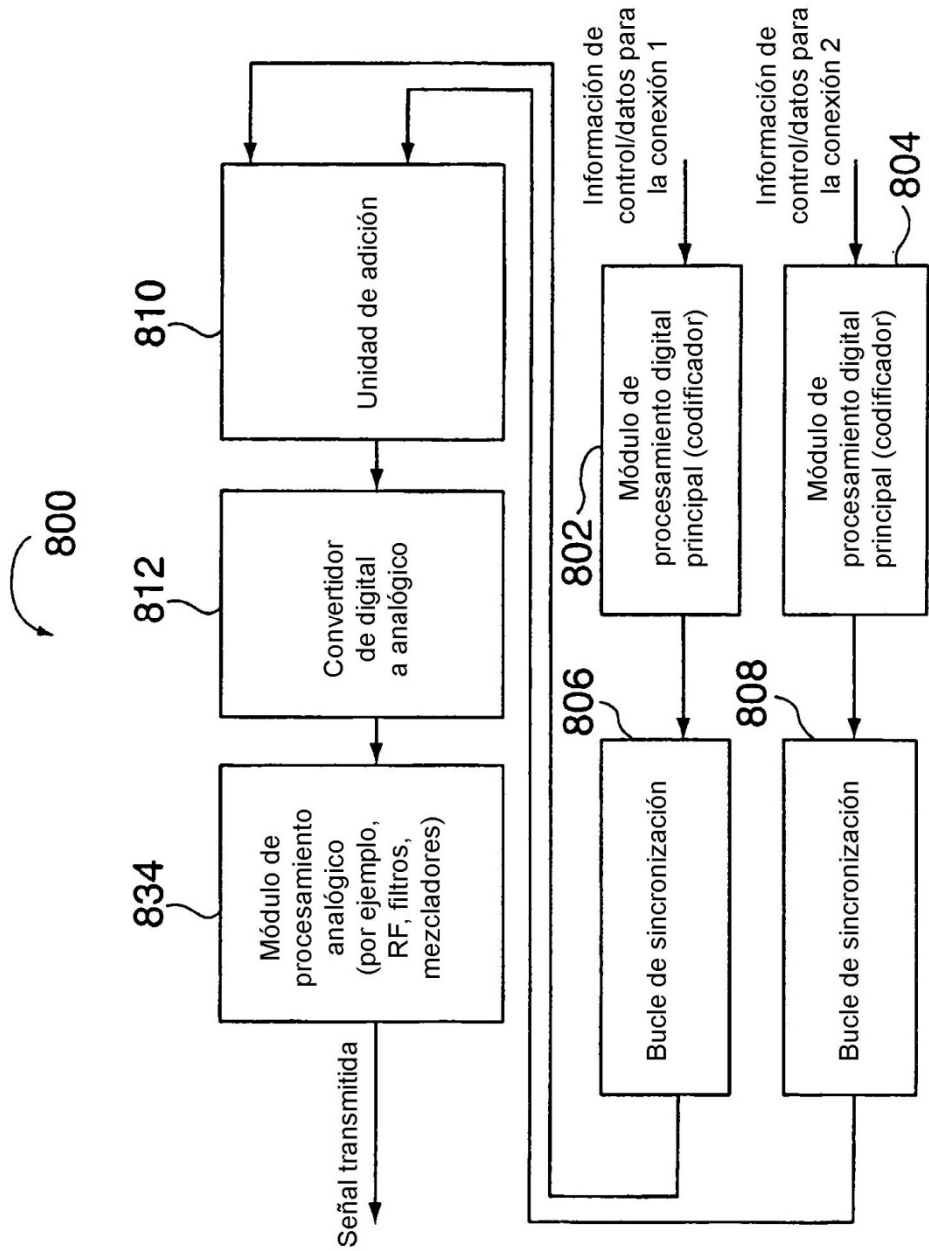 800
834
812
810
Módulo de
procesamiento
analógico
(por ejemplo,
RF, filtros,
mezcladores)
Convertidor
de digital
a analógico
Unidad de adición
Señal transmitida
806
802
Bucle de sincronización
Módulo de
procesamiento digital
principal (codificador)
Información de
control/datos para
la conexión 1
808
804
Bucle de sincronización
Módulo de
procesamiento digital
principal (codificador)
Información de
control/datos para
la conexión 2